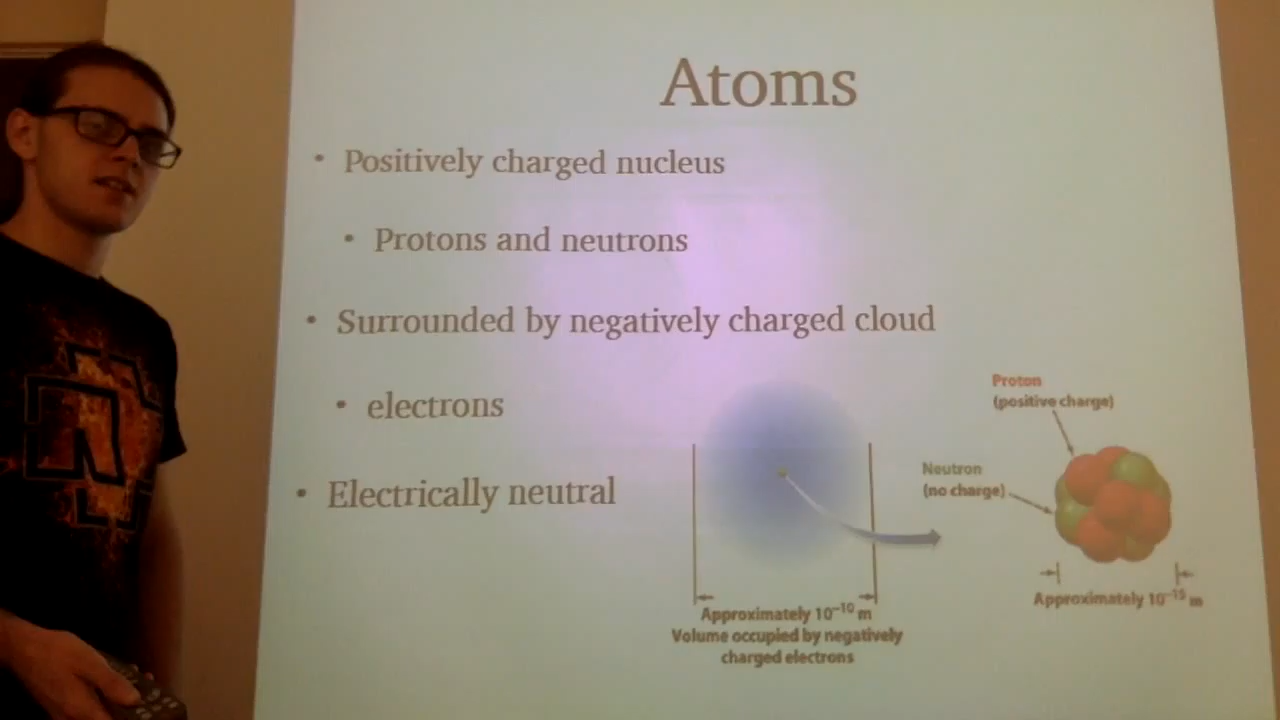 Atoms
• Positively charged nucleus
• Protons and neutrons
• Surrounded by negatively charged cloud
• electrons
• Electrically neutral
Proton
(positive charge)
Neutron
(no charge)
Approximately 10⁻¹⁵ m
Approximately 10⁻¹⁰ m
Volume occupied by negatively
charged electrons